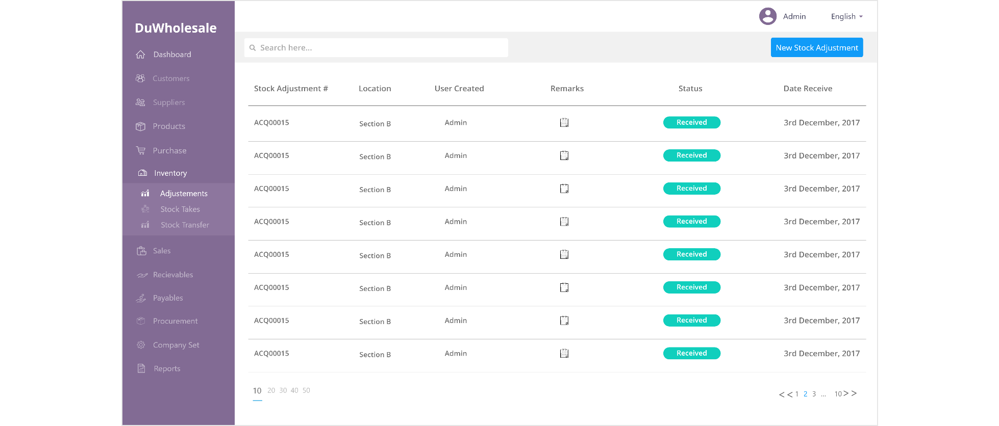 DuWholesale
Dashboard
Customers
Suppliers
Products
Purchase
Inventory
Adjustements
Stock Takes
Stock Transfer
Sales
Recievables
Payables
Procurement
Company Set
Reports
Admin English
Search here... New Stock Adjustment
Stock Adjustment # Location User Created Remarks Status Date Receive
ACQ00015 Section B Admin Received 3rd December, 2017
ACQ00015 Section B Admin Received 3rd December, 2017
ACQ00015 Section B Admin Received 3rd December, 2017
ACQ00015 Section B Admin Received 3rd December, 2017
ACQ00015 Section B Admin Received 3rd December, 2017
ACQ00015 Section B Admin Received 3rd December, 2017
ACQ00015 Section B Admin Received 3rd December, 2017
ACQ00015 Section B Admin Received 3rd December, 2017
10 20 30 40 50 < < 1 2 3 ... 10 > >